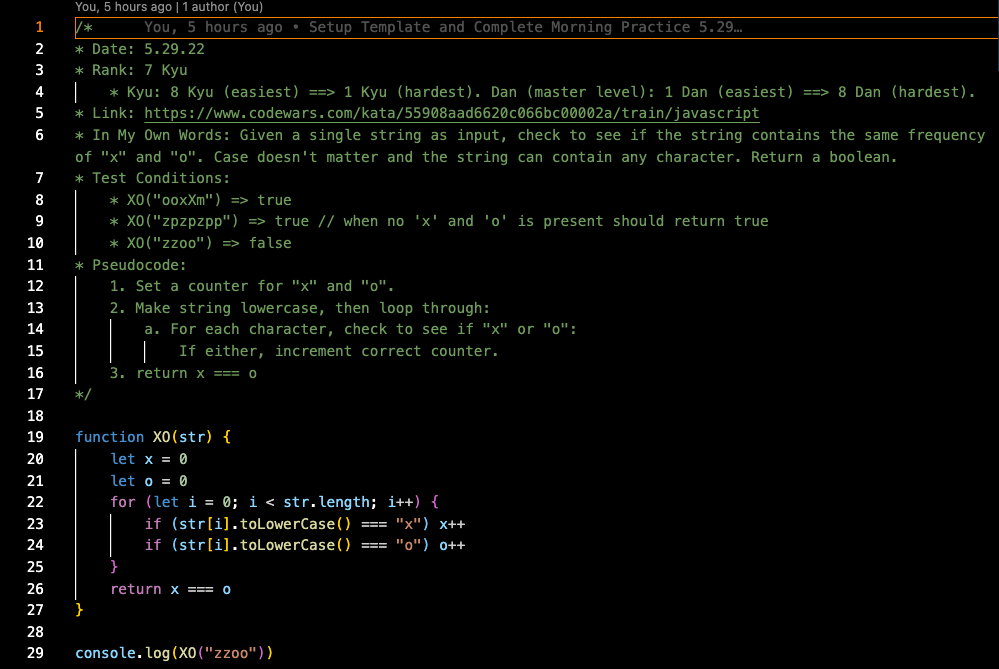 You, 5 hours ago | 1 author (You)
1 /* You, 5 hours ago • Setup Template and Complete Morning Practice 5.29…
2 * Date: 5.29.22
3 * Rank: 7 Kyu
4 * Kyu: 8 Kyu (easiest) ==> 1 Kyu (hardest). Dan (master level): 1 Dan (easiest) ==> 8 Dan (hardest).
5 * Link: https://www.codewars.com/kata/55908aad6620c066bc00002a/train/javascript
6 * In My Own Words: Given a single string as input, check to see if the string contains the same frequency
of "x" and "o". Case doesn't matter and the string can contain any character. Return a boolean.
7 * Test Conditions:
8 * XO("ooxXm") => true
9 * XO("zpzpzpp") => true // when no 'x' and 'o' is present should return true
10 * XO("zzoo") => false
11 * Pseudocode:
12 1. Set a counter for "x" and "o".
13 2. Make string lowercase, then loop through:
14 a. For each character, check to see if "x" or "o":
15 If either, increment correct counter.
16 3. return x === o
17 */
18
19 function XO(str) {
20 let x = 0
21 let o = 0
22 for (let i = 0; i < str.length; i++) {
23 if (str[i].toLowerCase() === "x") x++
24 if (str[i].toLowerCase() === "o") o++
25 }
26 return x === o
27 }
28
29 console.log(XO("zzoo"))